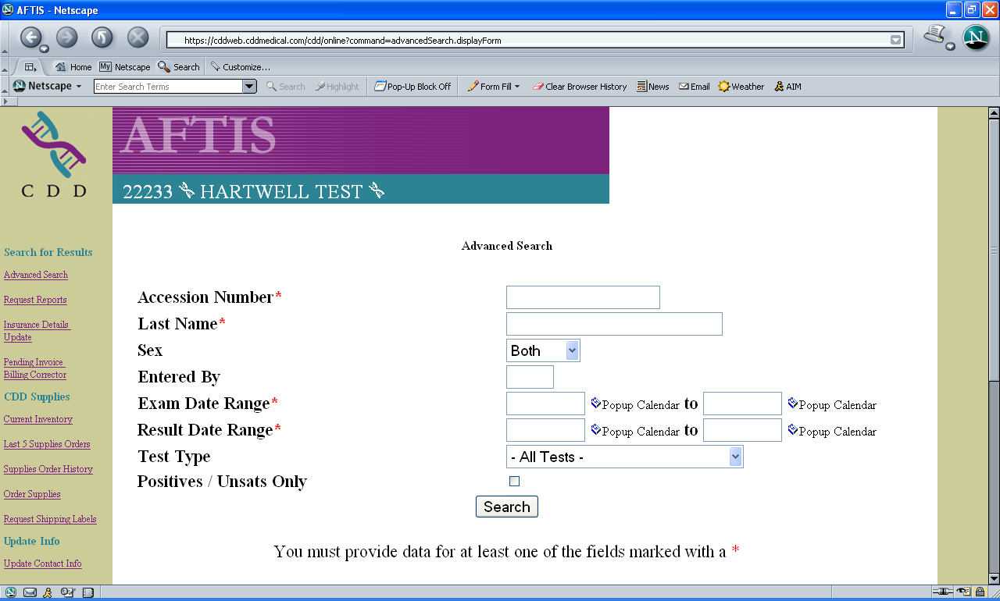 AFTIS - Netscape
https://cddweb.cddmedical.com/cdd/online?command=advancedSearch.displayForm
Home My Netscape Search Customize...
Netscape Enter Search Terms Search Highlight Pop-Up Block Off Form Fill Clear Browser History News Email Weather AIM
CDD
AFTIS
22233 HARTWELL TEST
Search for Results
Advanced Search
Request Reports
Insurance Details
Update
Pending Invoice
Billing Corrector
CDD Supplies
Current Inventory
Last 5 Supplies Orders
Supplies Order History
Order Supplies
Request Shipping Labels
Update Info
Update Contact Info
Advanced Search
Accession Number*
Last Name*
Sex Both
Entered By
Exam Date Range* Popup Calendar to Popup Calendar
Result Date Range* Popup Calendar to Popup Calendar
Test Type - All Tests -
Positives / Unsats Only
Search
You must provide data for at least one of the fields marked with a *